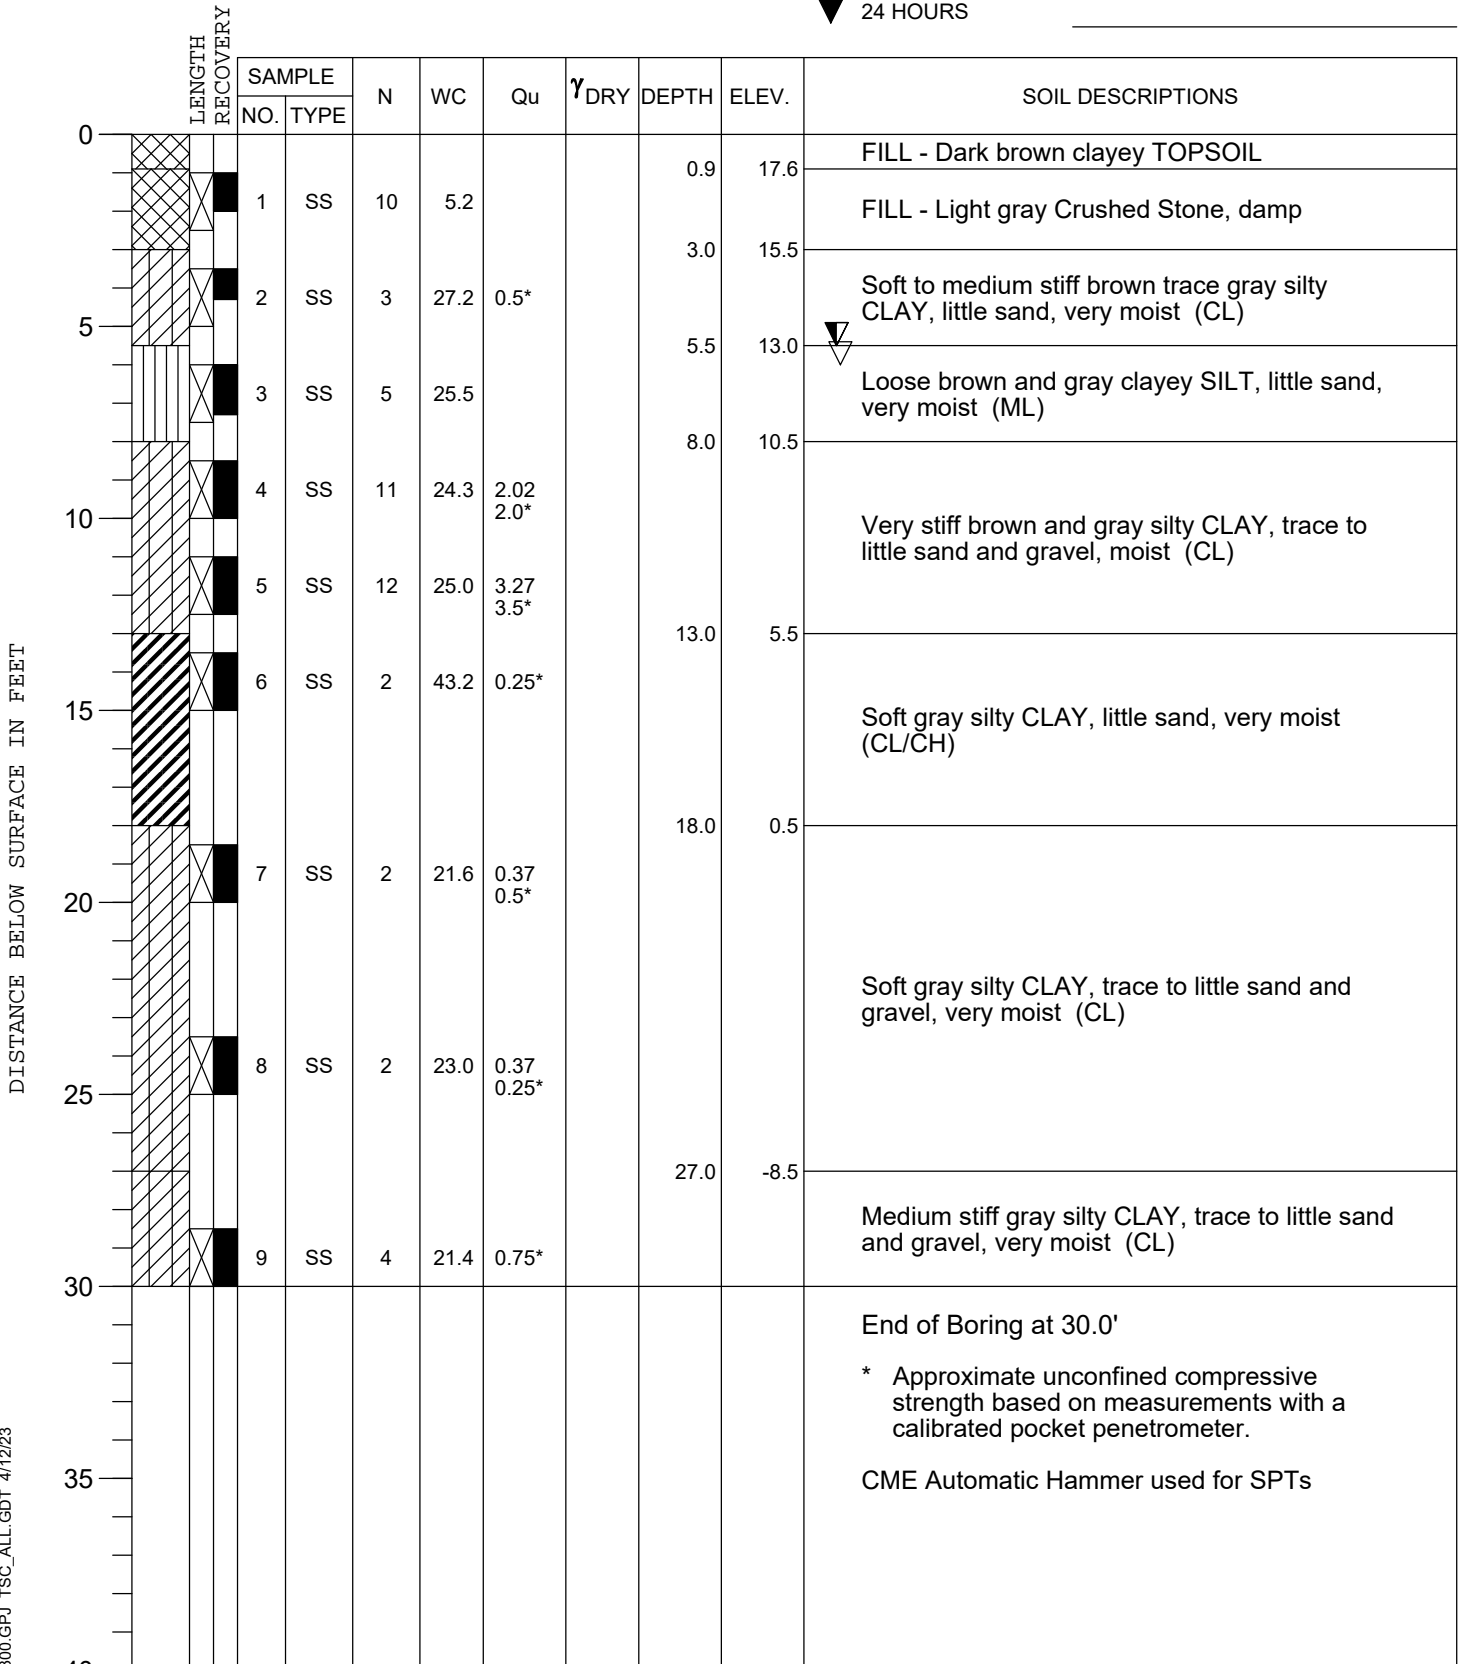 24 HOURS
LENGTH
RECOVERY
SAMPLE
NO. TYPE N WC Qu γDRY DEPTH ELEV. SOIL DESCRIPTIONS
0
FILL - Dark brown clayey TOPSOIL
0.9 17.6
1 SS 10 5.2
FILL - Light gray Crushed Stone, damp
3.0 15.5
Soft to medium stiff brown trace gray silty
2 SS 3 27.2 0.5*
CLAY, little sand, very moist (CL)
5
5.5 13.0
Loose brown and gray clayey SILT, little sand,
3 SS 5 25.5
very moist (ML)
8.0 10.5
4 SS 11 24.3 2.02
2.0*
10
Very stiff brown and gray silty CLAY, trace to
little sand and gravel, moist (CL)
5 SS 12 25.0 3.27
3.5*
13.0 5.5
6 SS 2 43.2 0.25*
15
Soft gray silty CLAY, little sand, very moist
(CL/CH)
18.0 0.5
7 SS 2 21.6 0.37
0.5*
20
Soft gray silty CLAY, trace to little sand and
gravel, very moist (CL)
8 SS 2 23.0 0.37
0.25*
25
27.0 -8.5
Medium stiff gray silty CLAY, trace to little sand
and gravel, very moist (CL)
9 SS 4 21.4 0.75*
30
End of Boring at 30.0'
* Approximate unconfined compressive
strength based on measurements with a
calibrated pocket penetrometer.
35
CME Automatic Hammer used for SPTs
DISTANCE BELOW SURFACE IN FEET
TSC_ALL.GDT 4/12/23